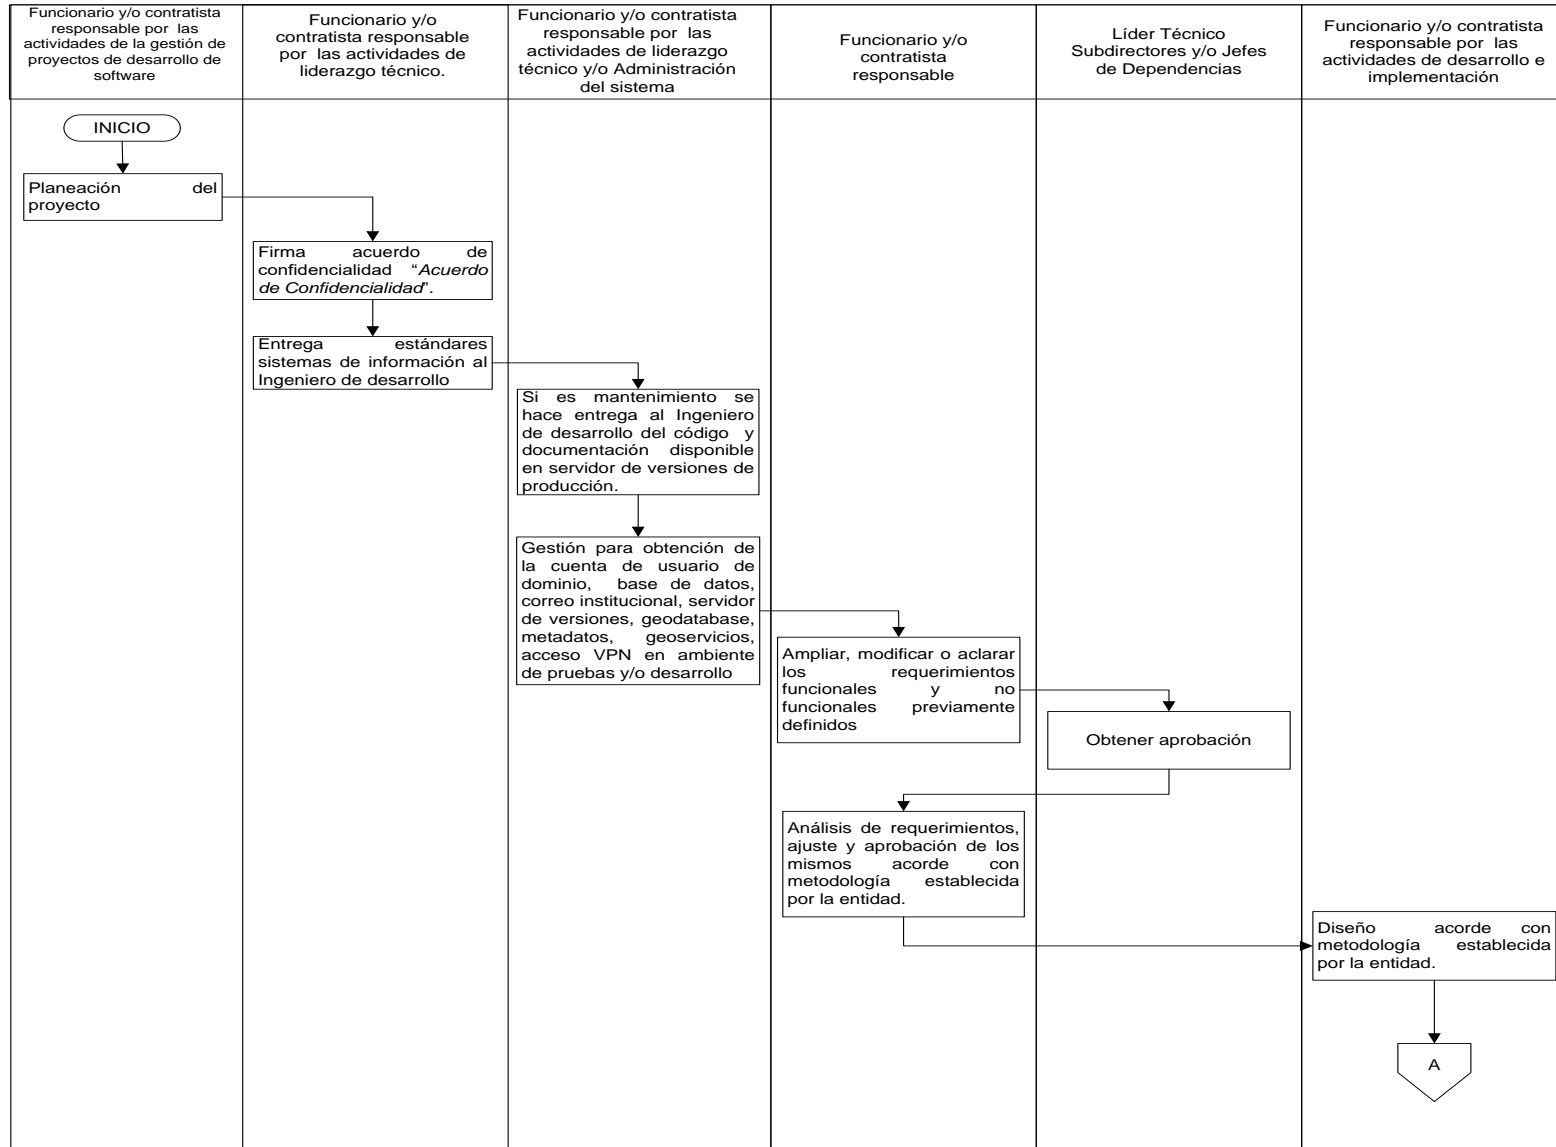 Funcionario y/o contratista
responsable por las
actividades de la gestión de
proyectos de desarrollo de
software
Funcionario y/o
contratista responsable
por las actividades de
liderazgo técnico.
Funcionario y/o contratista
responsable por las
actividades de liderazgo
técnico y/o Administración
del sistema
Funcionario y/o
contratista
responsable
Líder Técnico
Subdirectores y/o Jefes
de Dependencias
Funcionario y/o contratista
responsable por las
actividades de desarrollo e
implementación
INICIO
Planeación del
proyecto
Firma acuerdo de
confidencialidad “Acuerdo
de Confidencialidad”.
Entrega estándares
sistemas de información al
Ingeniero de desarrollo
Si es mantenimiento se
hace entrega al Ingeniero
de desarrollo del código y
documentación disponible
en servidor de versiones de
producción.
Gestión para obtención de
la cuenta de usuario de
dominio, base de datos,
correo institucional, servidor
de versiones, geodatabase,
metadatos, geoservicios,
acceso VPN en ambiente
de pruebas y/o desarrollo
Ampliar, modificar o aclarar
los requerimientos
funcionales y no
funcionales previamente
definidos
Obtener aprobación
Análisis de requerimientos,
ajuste y aprobación de los
mismos acorde con
metodología establecida
por la entidad.
Diseño acorde con
metodología establecida
por la entidad.
A